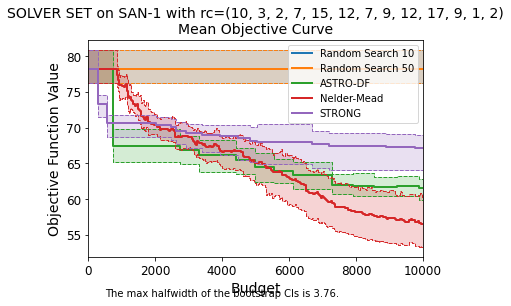 SOLVER SET on SAN-1 with rc=(10, 3, 2, 7, 15, 12, 7, 9, 12, 17, 9, 1, 2)
Mean Objective Curve
Random Search 10
Random Search 50
ASTRO-DF
Nelder-Mead
STRONG
Objective Function Value
80
75
70
65
60
55
0
2000
4000
6000
8000
10000
Budget
The max halfwidth of the bootstrap CIs is 3.76.